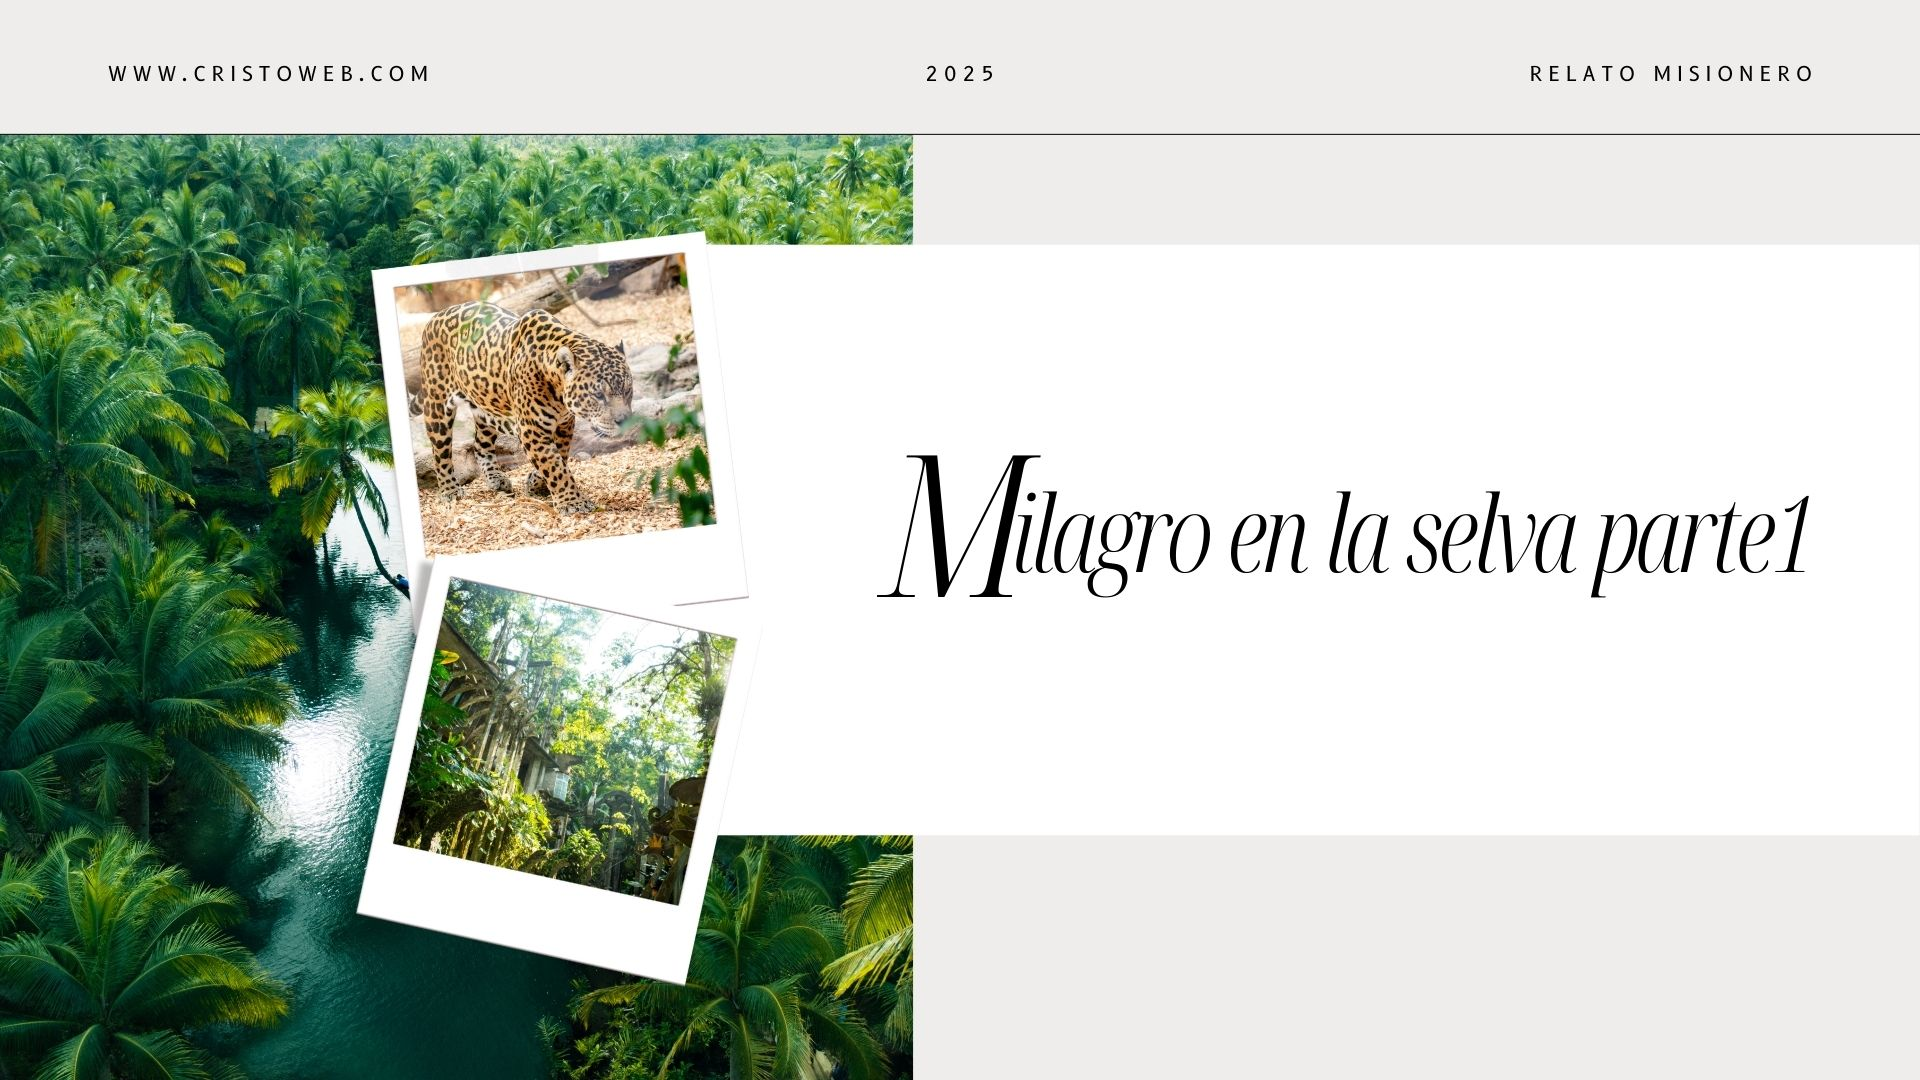 WWW.CRISTOWEB.COM
2025
RELATO MISIONERO
Milagro en la selva parte1